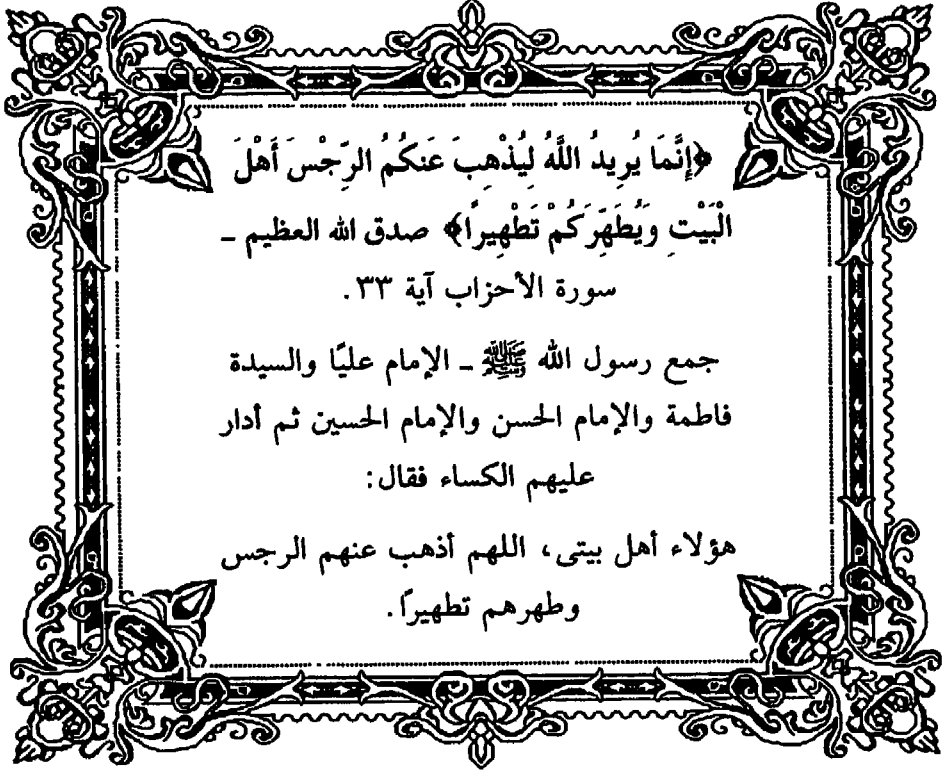 ﴿إِنَّمَا يُرِيدُ اللَّهُ لِيُذْهِبَ عَنكُمُ الرِّجْسَ أَهْلَ
الْبَيْتِ وَيُطَهِّرَكُمْ تَطْهِيرًا﴾ صدق الله العظيم ـ
سورة الأحزاب آية ٣٣.
جمع رسول الله ﷺ ـ الإمام عليًا والسيدة
فاطمة والإمام الحسن والإمام الحسين ثم أدار
عليهم الكساء فقال:
هؤلاء أهل بيتى، اللهم أذهب عنهم الرجس
وطهرهم تطهيرًا.